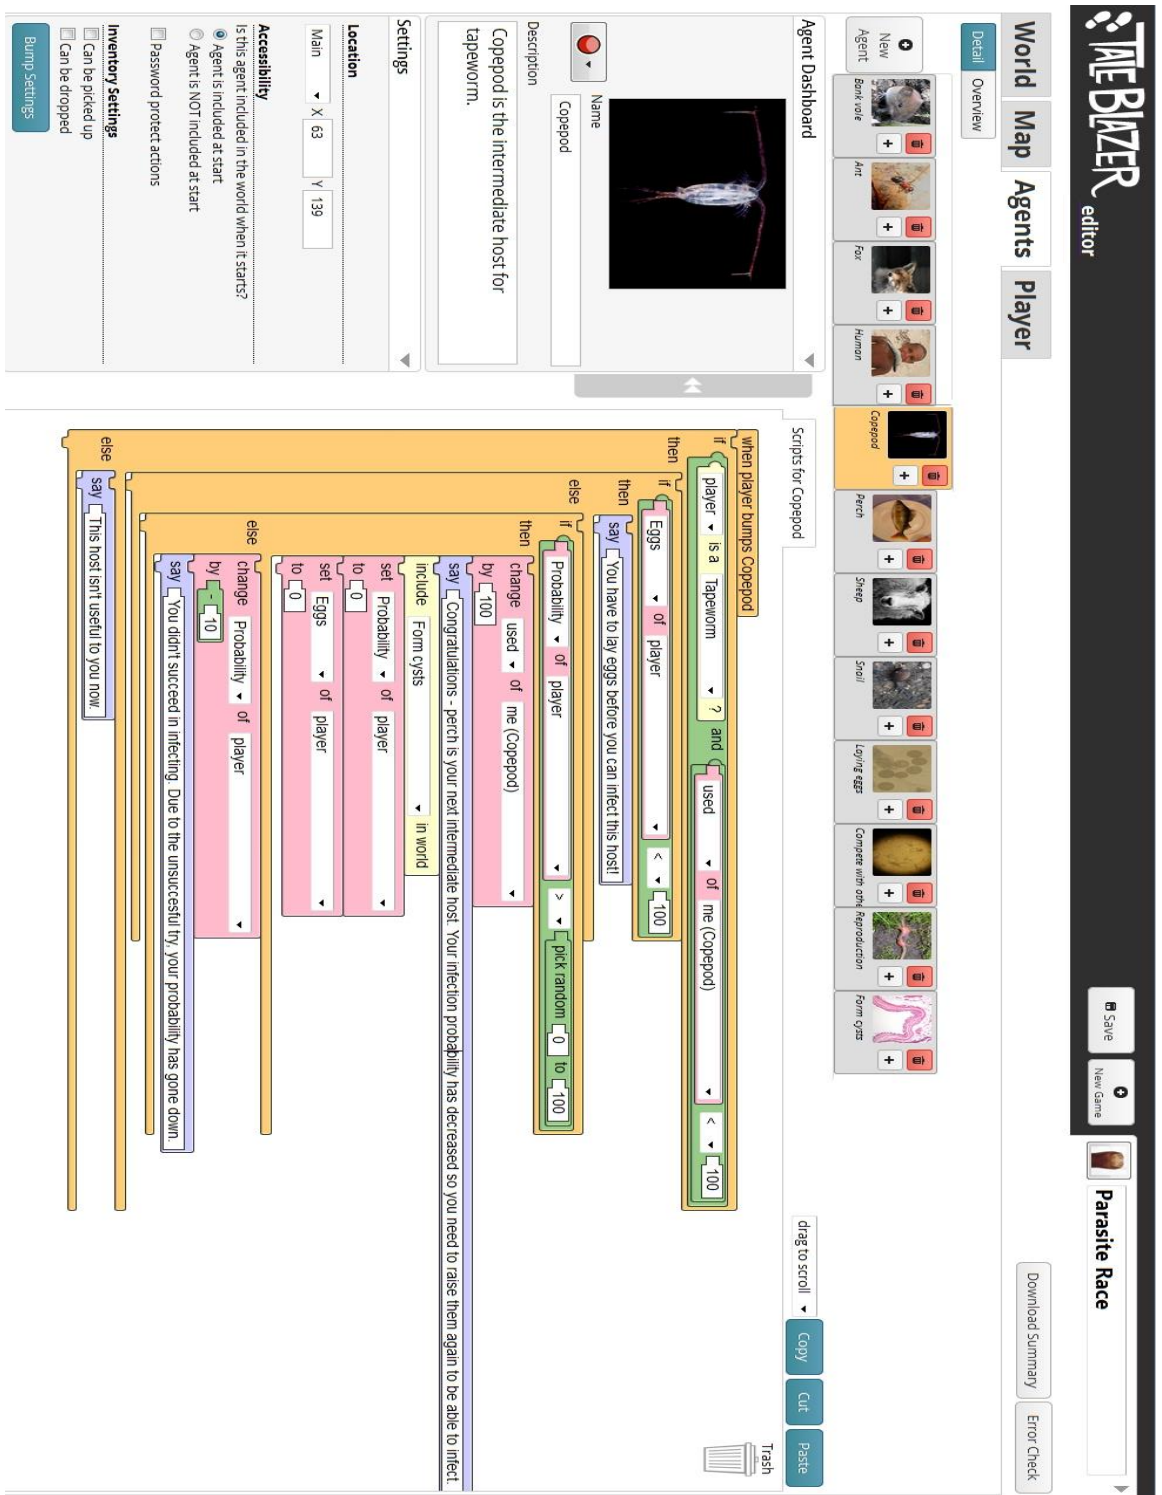 TAleBlAzer editor
Save
New Game
Parasite Race
World
Map
Agents
Player
Download Summary
Error Check
Detail
Overview
New Agent
Bank vole
Ant
Fox
Human
Copepod
Perch
Sheep
Snail
Laying eggs
Compete with othe
Reproduction
Form cysts
Agent Dashboard
Name
Copepod
Description
Copepod is the intermediate host for
tapeworm.
Settings
Location
Main X 63 Y 139
Accessibility
Is this agent included in the world when it starts?
Agent is included at start
Agent is NOT included at start
Password protect actions
Inventory Settings
Can be picked up
Can be dropped
Bump Settings
Scripts for Copepod
drag to scroll
Copy
Cut
Paste
Trash
when player bumps Copepod
if player is a Tapeworm ? and used of me (Copepod) < 100
then
if Eggs of player < 100
then
say You have to lay eggs before you can infect this host!
else
if Probability of player > pick random 0 to 100
then
change used of me (Copepod)
by 100
say Congratulations - perch is your next intermediate host. Your infection probability has decreased so you need to raise them again to be able to infect.
include Form cysts in world
set Probability of player
to 0
set Eggs of player
to 0
else
change Probability of player
by - 10
say You didn't succeed in infecting. Due to the unsuccesful try, your probability has gone down.
else
say This host isn't useful to you now.